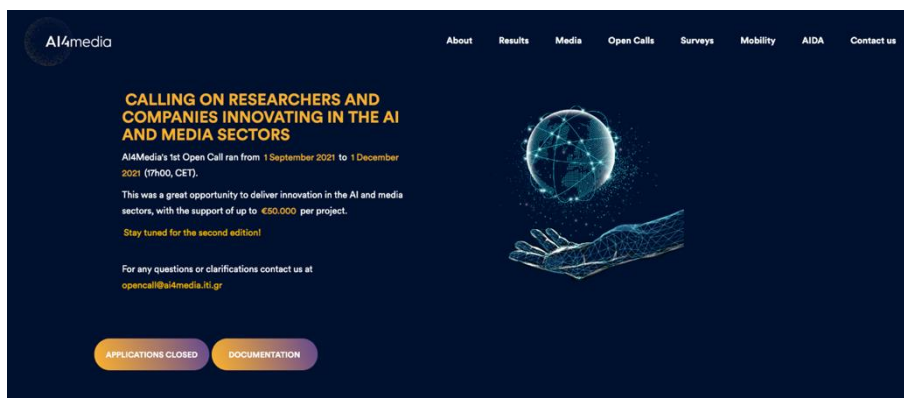 AI4media
About Results Media Open Calls Surveys Mobility AIDA Contact us
CALLING ON RESEARCHERS AND
COMPANIES INNOVATING IN THE AI
AND MEDIA SECTORS
AI4Media's 1st Open Call ran from 1 September 2021 to 1 December
2021 (17h00, CET).
This was a great opportunity to deliver innovation in the AI and media
sectors, with the support of up to €50.000 per project.
Stay tuned for the second edition!
For any questions or clarifications contact us at
opencall@ai4media.iti.gr
APPLICATIONS CLOSED DOCUMENTATION